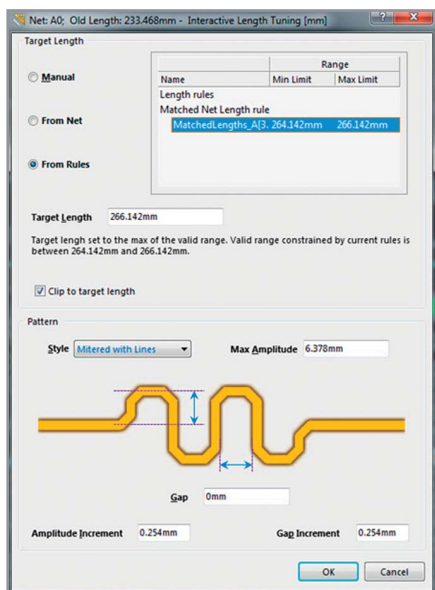 Net: A0; Old Length: 233.468mm - Interactive Length Tuning [mm]
Target Length
Manual
From Net
From Rules
Range
Name Min Limit Max Limit
Length rules
Matched Net Length rule
MatchedLengths_A[3. 264.142mm 266.142mm
Target Length 266.142mm
Target lengh set to the max of the valid range. Valid range constrained by current rules is
between 264.142mm and 266.142mm.
Clip to target length
Pattern
Style Mitered with Lines Max Amplitude 6.378mm
Gap 0mm
Amplitude Increment 0.254mm Gap Increment 0.254mm
OK Cancel